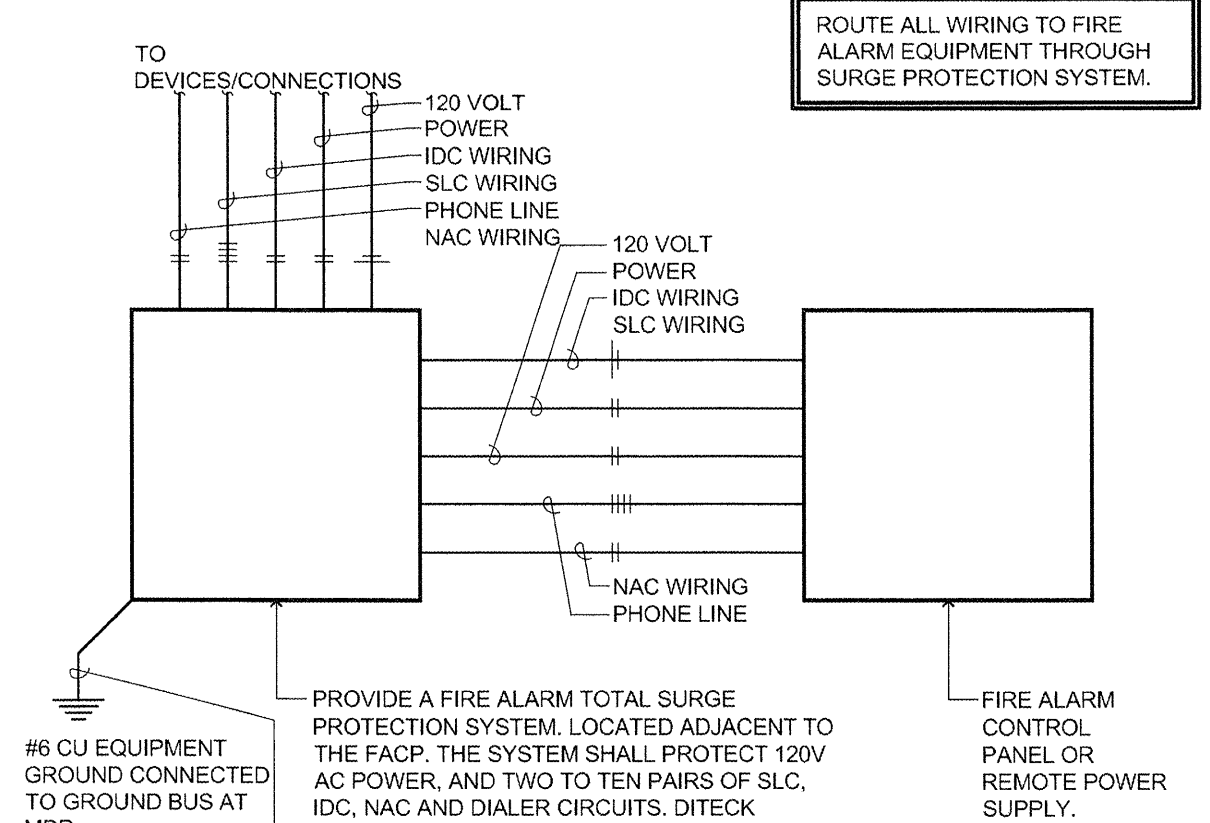 ROUTE ALL WIRING TO FIRE
ALARM EQUIPMENT THROUGH
SURGE PROTECTION SYSTEM.
TO
DEVICES/CONNECTIONS
120 VOLT
POWER
IDC WIRING
SLC WIRING
PHONE LINE
NAC WIRING
120 VOLT
POWER
IDC WIRING
SLC WIRING
NAC WIRING
PHONE LINE
#6 CU EQUIPMENT
GROUND CONNECTED
TO GROUND BUS AT
PROVIDE A FIRE ALARM TOTAL SURGE
PROTECTION SYSTEM. LOCATED ADJACENT TO
THE FACP. THE SYSTEM SHALL PROTECT 120V
AC POWER, AND TWO TO TEN PAIRS OF SLC,
IDC, NAC AND DIALER CIRCUITS. DITECK
FIRE ALARM
CONTROL
PANEL OR
REMOTE POWER
SUPPLY.